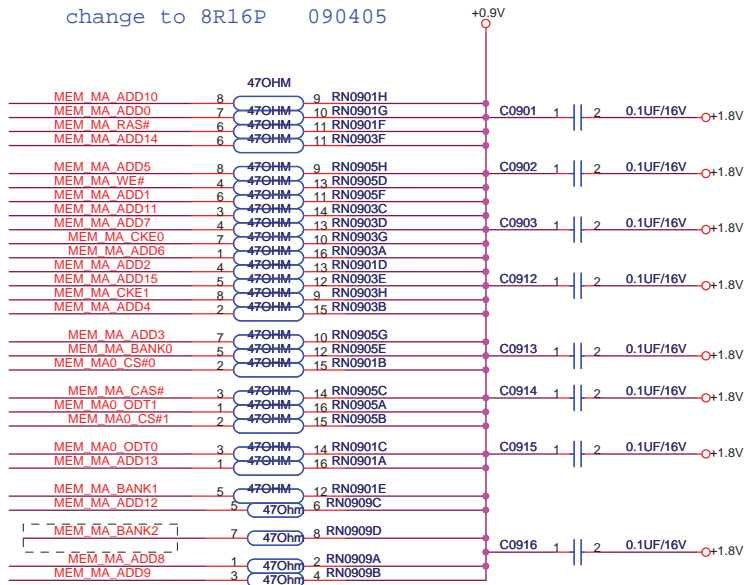 change to 8R16P 090405
+0.9V
47OHM
MEM_MA_ADD10 8 9 RN0901H
MEM_MA_ADD0 7 47OHM 10 RN0901G C0901 1 2 0.1UF/16V +1.8V
MEM_MA_RAS# 6 47OHM 11 RN0901F
MEM_MA_ADD14 6 47OHM 11 RN0903F
MEM_MA_ADD5 8 47OHM 9 RN0905H C0902 1 2 0.1UF/16V +1.8V
MEM_MA_WE# 4 47OHM 13 RN0905D
MEM_MA_ADD1 6 47OHM 11 RN0905F
MEM_MA_ADD11 3 47OHM 14 RN0903C
MEM_MA_ADD7 4 47OHM 13 RN0903D C0903 1 2 0.1UF/16V +1.8V
MEM_MA_CKE0 7 47OHM 10 RN0903G
MEM_MA_ADD6 1 47OHM 16 RN0903A
MEM_MA_ADD2 4 47OHM 13 RN0901D
MEM_MA_ADD15 5 47OHM 12 RN0903E C0912 1 2 0.1UF/16V +1.8V
MEM_MA_CKE1 8 47OHM 9 RN0903H
MEM_MA_ADD4 2 47OHM 15 RN0903B
MEM_MA_ADD3 7 47OHM 10 RN0905G
MEM_MA_BANK0 5 47OHM 12 RN0905E C0913 1 2 0.1UF/16V +1.8V
MEM_MA0_CS#0 2 47OHM 15 RN0901B
MEM_MA_CAS# 3 47OHM 14 RN0905C C0914 1 2 0.1UF/16V +1.8V
MEM_MA0_ODT1 1 47OHM 16 RN0905A
MEM_MA0_CS#1 2 47OHM 15 RN0905B
MEM_MA0_ODT0 3 47OHM 14 RN0901C C0915 1 2 0.1UF/16V +1.8V
MEM_MA_ADD13 1 47OHM 16 RN0901A
MEM_MA_BANK1 5 47OHM 12 RN0901E
MEM_MA_ADD12 5 47Ohm 6 RN0909C
MEM_MA_BANK2 7 47Ohm 8 RN0909D
C0916 1 2 0.1UF/16V +1.8V
MEM_MA_ADD8 1 47Ohm 2 RN0909A
MEM_MA_ADD9 3 47Ohm 4 RN0909B